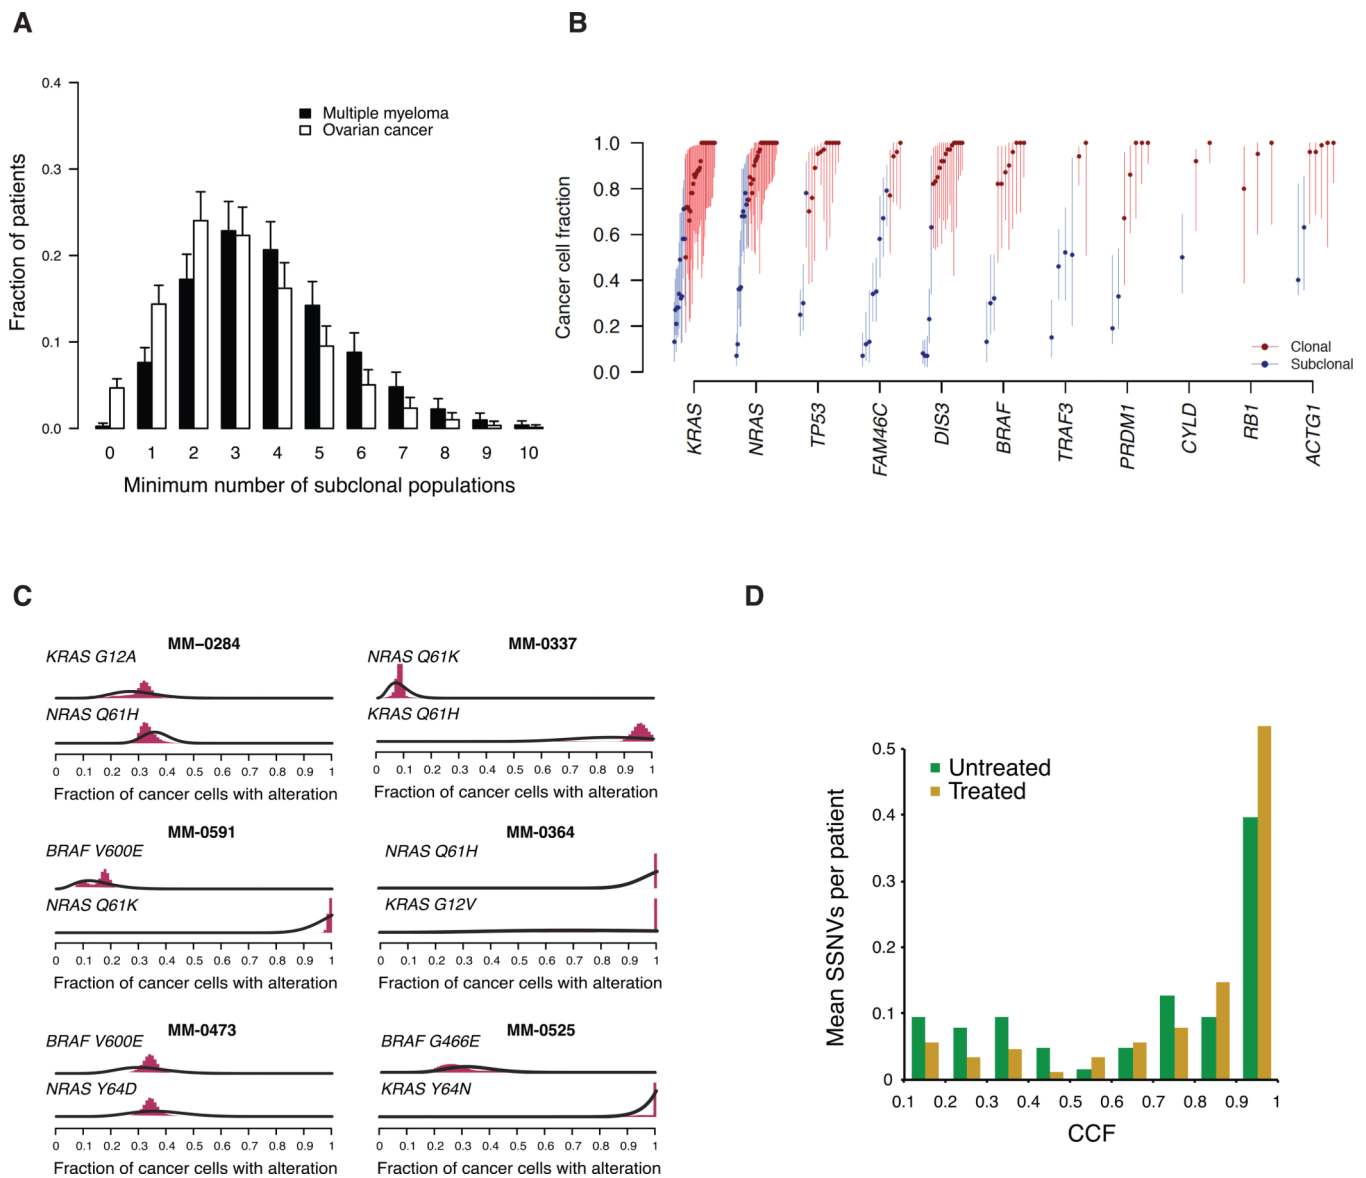 A
0.4
0.3
0.2
0.1
0.0
Fraction of patients
Multiple myeloma
Ovarian cancer
0 1 2 3 4 5 6 7 8 9 10
Minimum number of subclonal populations
B
1.0
0.8
0.6
0.4
0.2
0.0
Cancer cell fraction
Clonal
Subclonal
KRAS
NRAS
TP53
FAM46C
DIS3
BRAF
TRAF3
PRDM1
CYLD
RB1
ACTG1
C
MM–0284
KRAS G12A
NRAS Q61H
0 0.1 0.2 0.3 0.4 0.5 0.6 0.7 0.8 0.9 1
Fraction of cancer cells with alteration
MM-0337
NRAS Q61K
KRAS Q61H
0 0.1 0.2 0.3 0.4 0.5 0.6 0.7 0.8 0.9 1
Fraction of cancer cells with alteration
MM-0591
BRAF V600E
NRAS Q61K
0 0.1 0.2 0.3 0.4 0.5 0.6 0.7 0.8 0.9 1
Fraction of cancer cells with alteration
MM-0364
NRAS Q61H
KRAS G12V
0 0.1 0.2 0.3 0.4 0.5 0.6 0.7 0.8 0.9 1
Fraction of cancer cells with alteration
MM-0473
BRAF V600E
NRAS Y64D
0 0.1 0.2 0.3 0.4 0.5 0.6 0.7 0.8 0.9 1
Fraction of cancer cells with alteration
MM-0525
BRAF G466E
KRAS Y64N
0 0.1 0.2 0.3 0.4 0.5 0.6 0.7 0.8 0.9 1
Fraction of cancer cells with alteration
D
0.5
0.4
0.3
0.2
0.1
0
Mean SSNVs per patient
Untreated
Treated
0.1 0.2 0.3 0.4 0.5 0.6 0.7 0.8 0.9 1
CCF